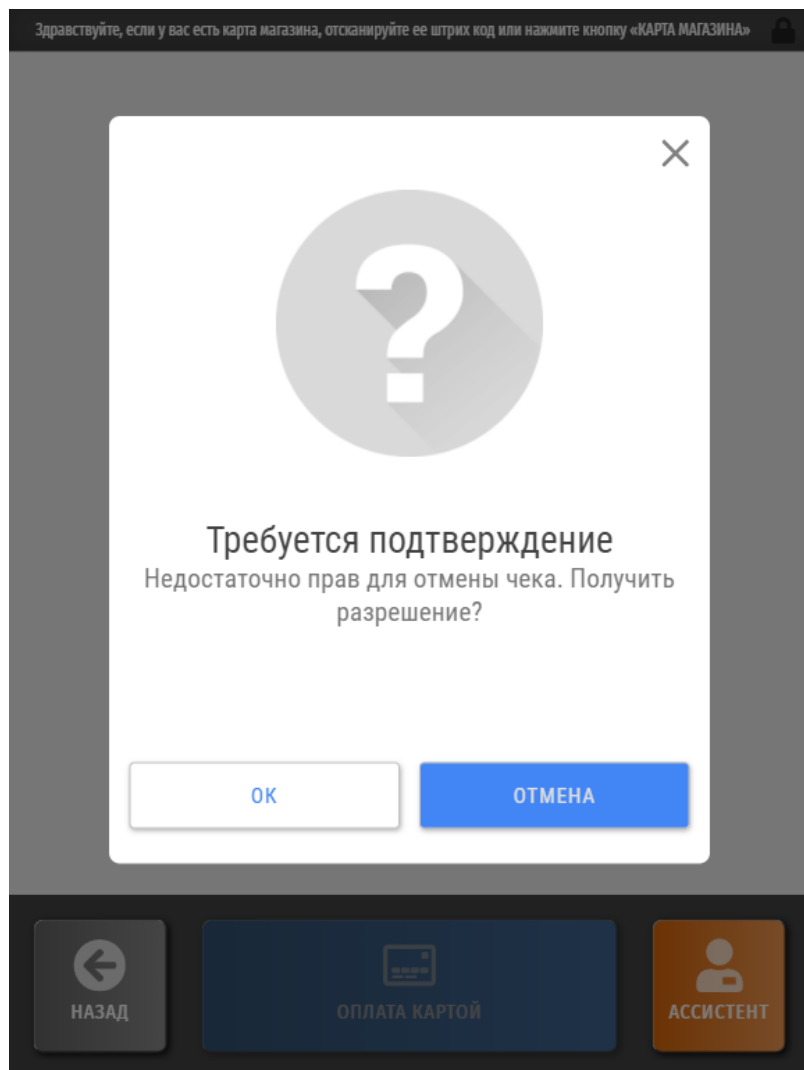 Здравствуйте, если у вас есть карта магазина, отсканируйте ее штрих код или нажмите кнопку «КАРТА МАГАЗИНА»
Требуется подтверждение
Недостаточно прав для отмены чека. Получить
разрешение?
ОК
ОТМЕНА
НАЗАД
ОПЛАТА КАРТОЙ
АССИСТЕНТ